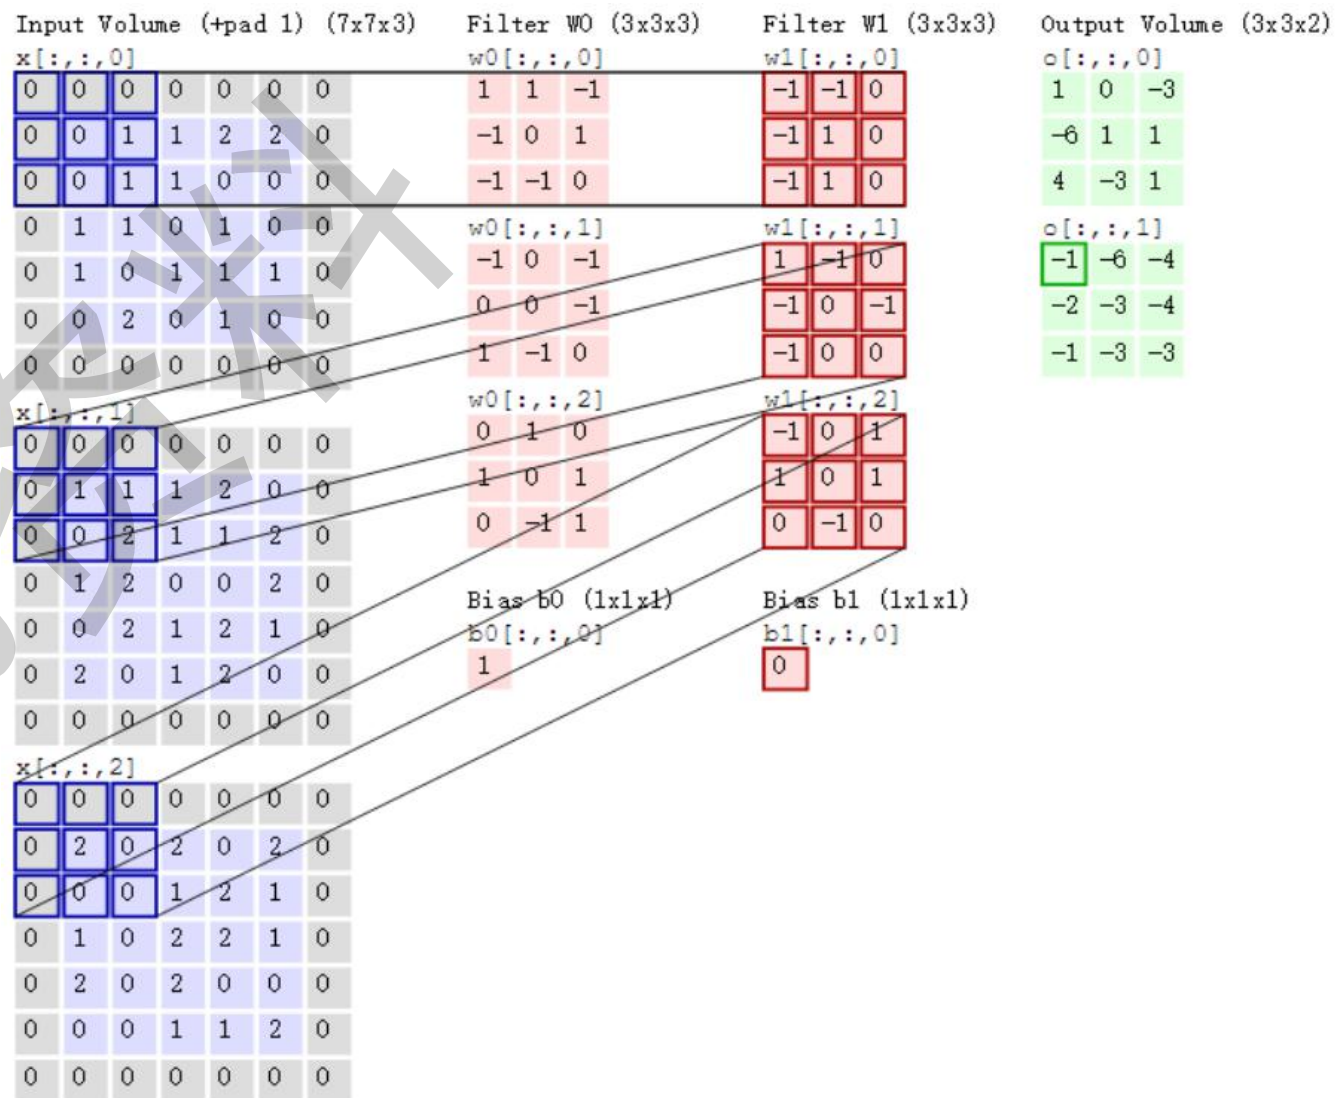 Input Volume (+pad 1) (7x7x3)
x[:,:,0]
0 0 0 0 0 0 0
0 0 1 1 2 2 0
0 0 1 1 0 0 0
0 1 1 0 1 0 0
0 1 0 1 1 1 0
0 0 2 0 1 0 0
0 0 0 0 0 0 0
x[:,:,1]
0 0 0 0 0 0 0
0 1 1 1 2 0 0
0 0 2 1 1 2 0
0 1 2 0 0 2 0
0 0 2 1 2 1 0
0 2 0 1 2 0 0
0 0 0 0 0 0 0
x[:,:,2]
0 0 0 0 0 0 0
0 2 0 2 0 2 0
0 0 0 1 2 1 0
0 1 0 2 2 1 0
0 2 0 2 0 0 0
0 0 0 1 1 2 0
0 0 0 0 0 0 0
Filter W0 (3x3x3)
w0[:,:,0]
1 1 -1
-1 0 1
-1 -1 0
w0[:,:,1]
-1 0 -1
0 0 -1
1 -1 0
w0[:,:,2]
0 1 0
1 0 1
0 -1 1
Bias b0 (1x1x1)
b0[:,:,0]
1
Filter W1 (3x3x3)
w1[:,:,0]
-1 -1 0
-1 1 0
-1 1 0
w1[:,:,1]
1 -1 0
-1 0 -1
-1 0 0
w1[:,:,2]
-1 0 1
1 0 1
0 -1 0
Bias b1 (1x1x1)
b1[:,:,0]
0
Output Volume (3x3x2)
o[:,:,0]
1 0 -3
-6 1 1
4 -3 1
o[:,:,1]
-1 -6 -4
-2 -3 -4
-1 -3 -3